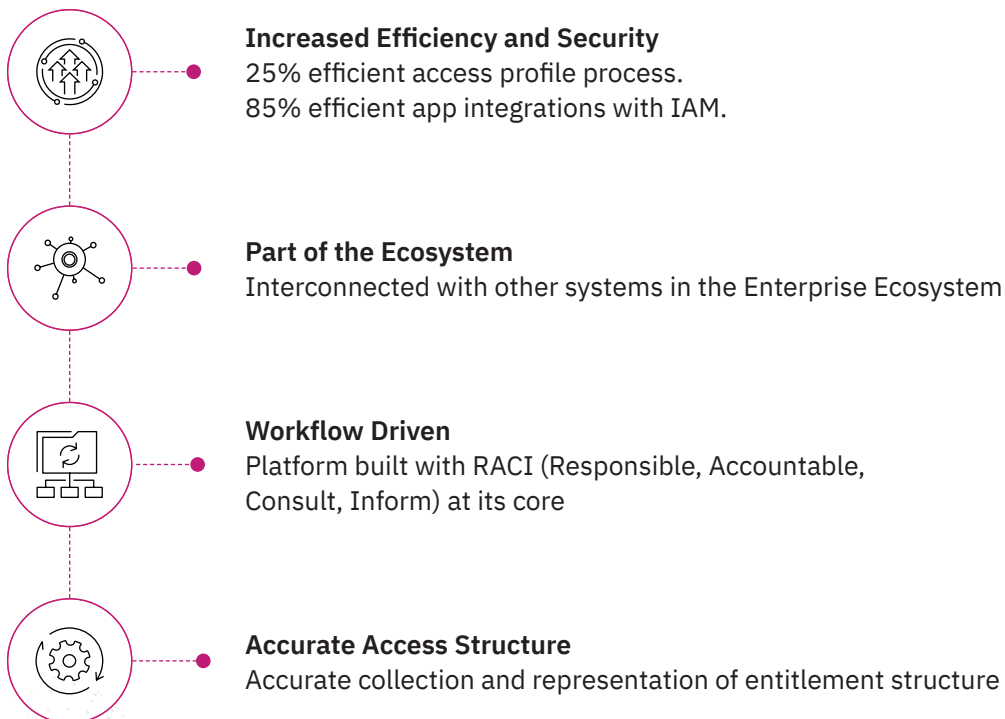 Increased Efficiency and Security
25% efficient access profile process.
85% efficient app integrations with IAM.
Part of the Ecosystem
Interconnected with other systems in the Enterprise Ecosystem
Workflow Driven
Platform built with RACI (Responsible, Accountable,
Consult, Inform) at its core
Accurate Access Structure
Accurate collection and representation of entitlement structure